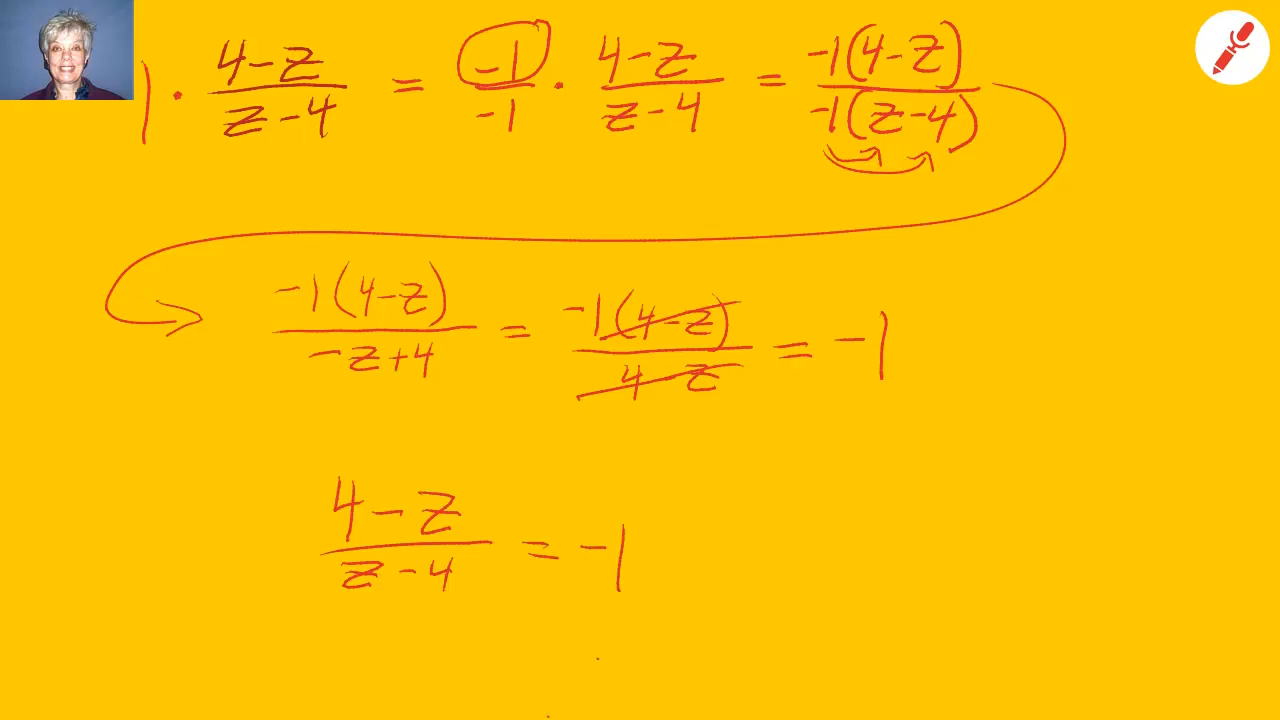 1 · (4-z)/(z-4) = (-1)/(-1) · (4-z)/(z-4) = -1(4-z)/-1(z-4)
-1(4-z)/(-z+4) = -1(4-z)/(4-z) = -1
(4-z)/(z-4) = -1